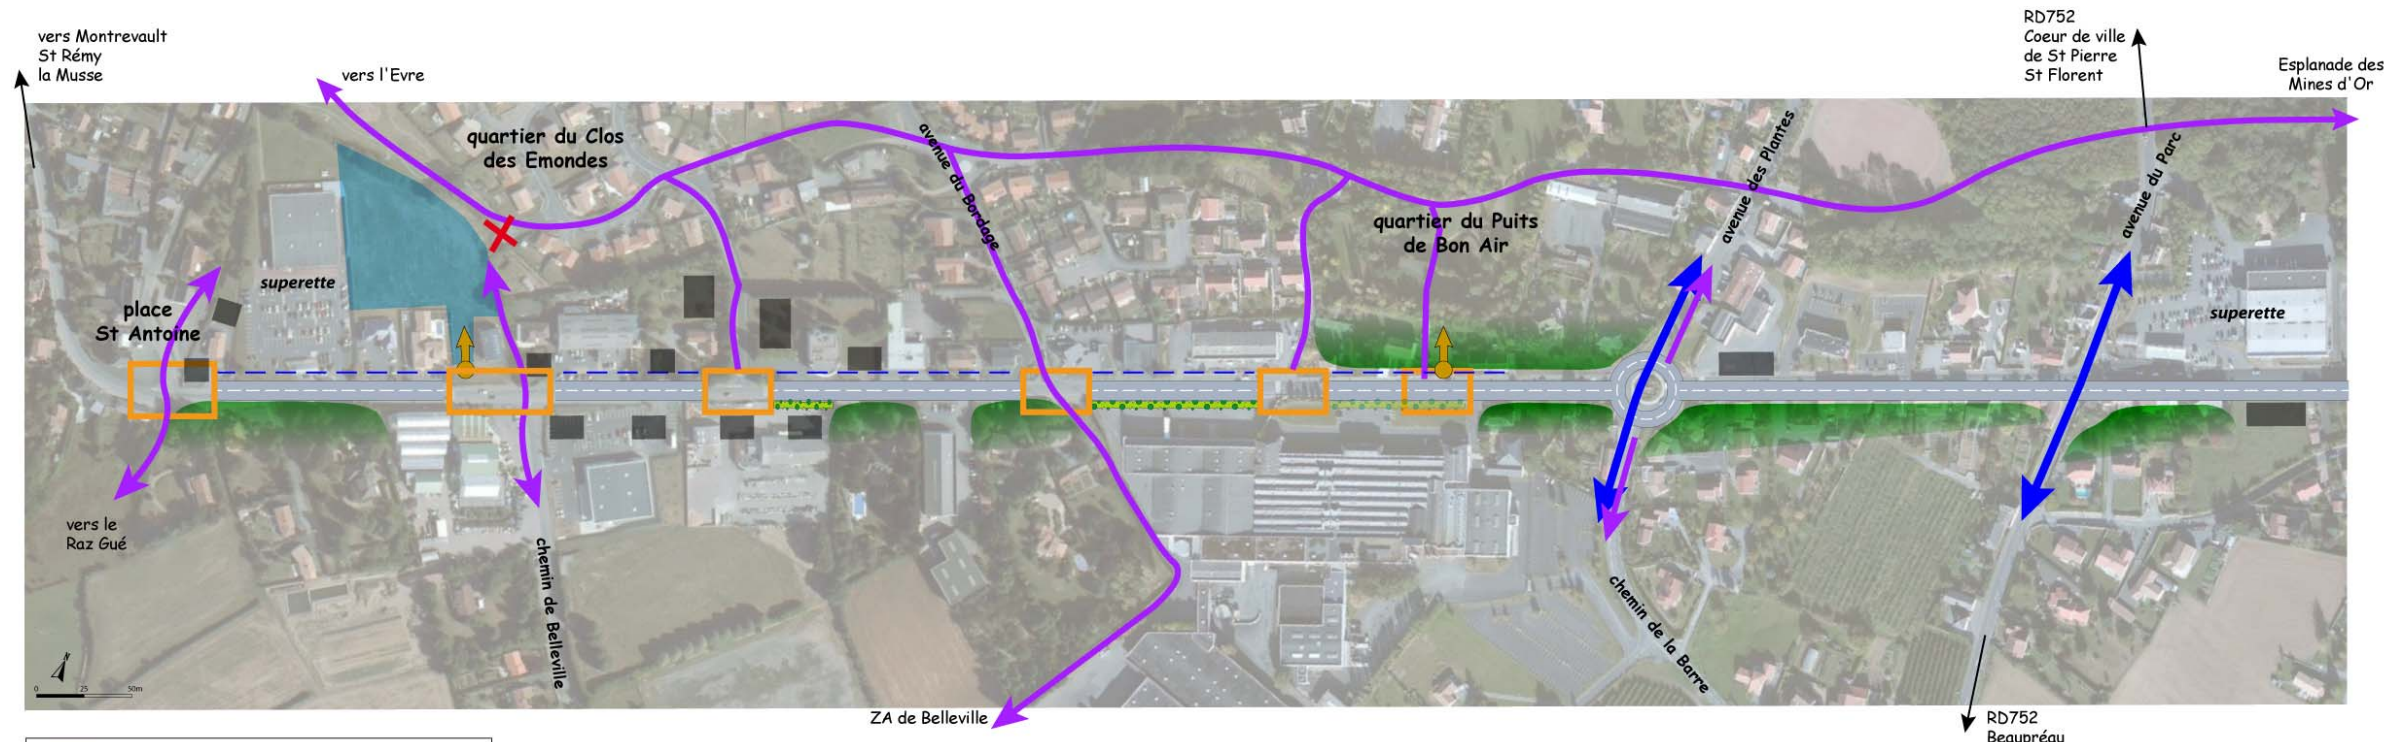 vers Montrevault
St Rémy
la Musse
vers l'Evre
RD752
Coeur de ville
de St Pierre
St Florent
Esplanade des
Mines d'Or
quartier du Clos
des Emondes
avenue du Bordage
avenue des Plantes
avenue du Parc
quartier du Puits
de Bon Air
superette
place
St Antoine
superette
vers le
Raz Gué
chemin de Belleville
chemin de la Barre
N
0 25 50m
ZA de Belleville
RD752
Beaupréau